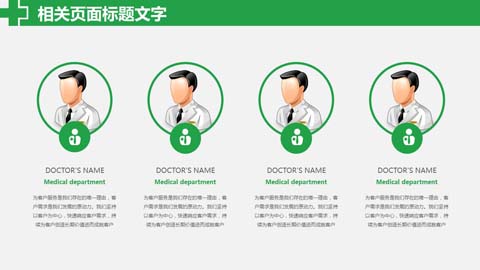 相关页面标题文字
DOCTOR'S NAME
Medical department
为客户服务是我们存在的唯一理由,客
户需求是我们发展的原动力。我们坚持
以客户为中心,快速响应客户需求,持
续为客户创造长期价值进而成就客户
DOCTOR'S NAME
Medical department
为客户服务是我们存在的唯一理由,客
户需求是我们发展的原动力。我们坚持
以客户为中心,快速响应客户需求,持
续为客户创造长期价值进而成就客户
DOCTOR'S NAME
Medical department
为客户服务是我们存在的唯一理由,客
户需求是我们发展的原动力。我们坚持
以客户为中心,快速响应客户需求,持
续为客户创造长期价值进而成就客户
DOCTOR'S NAME
Medical department
为客户服务是我们存在的唯一理由,客
户需求是我们发展的原动力。我们坚持
以客户为中心,快速响应客户需求,持
续为客户创造长期价值进而成就客户